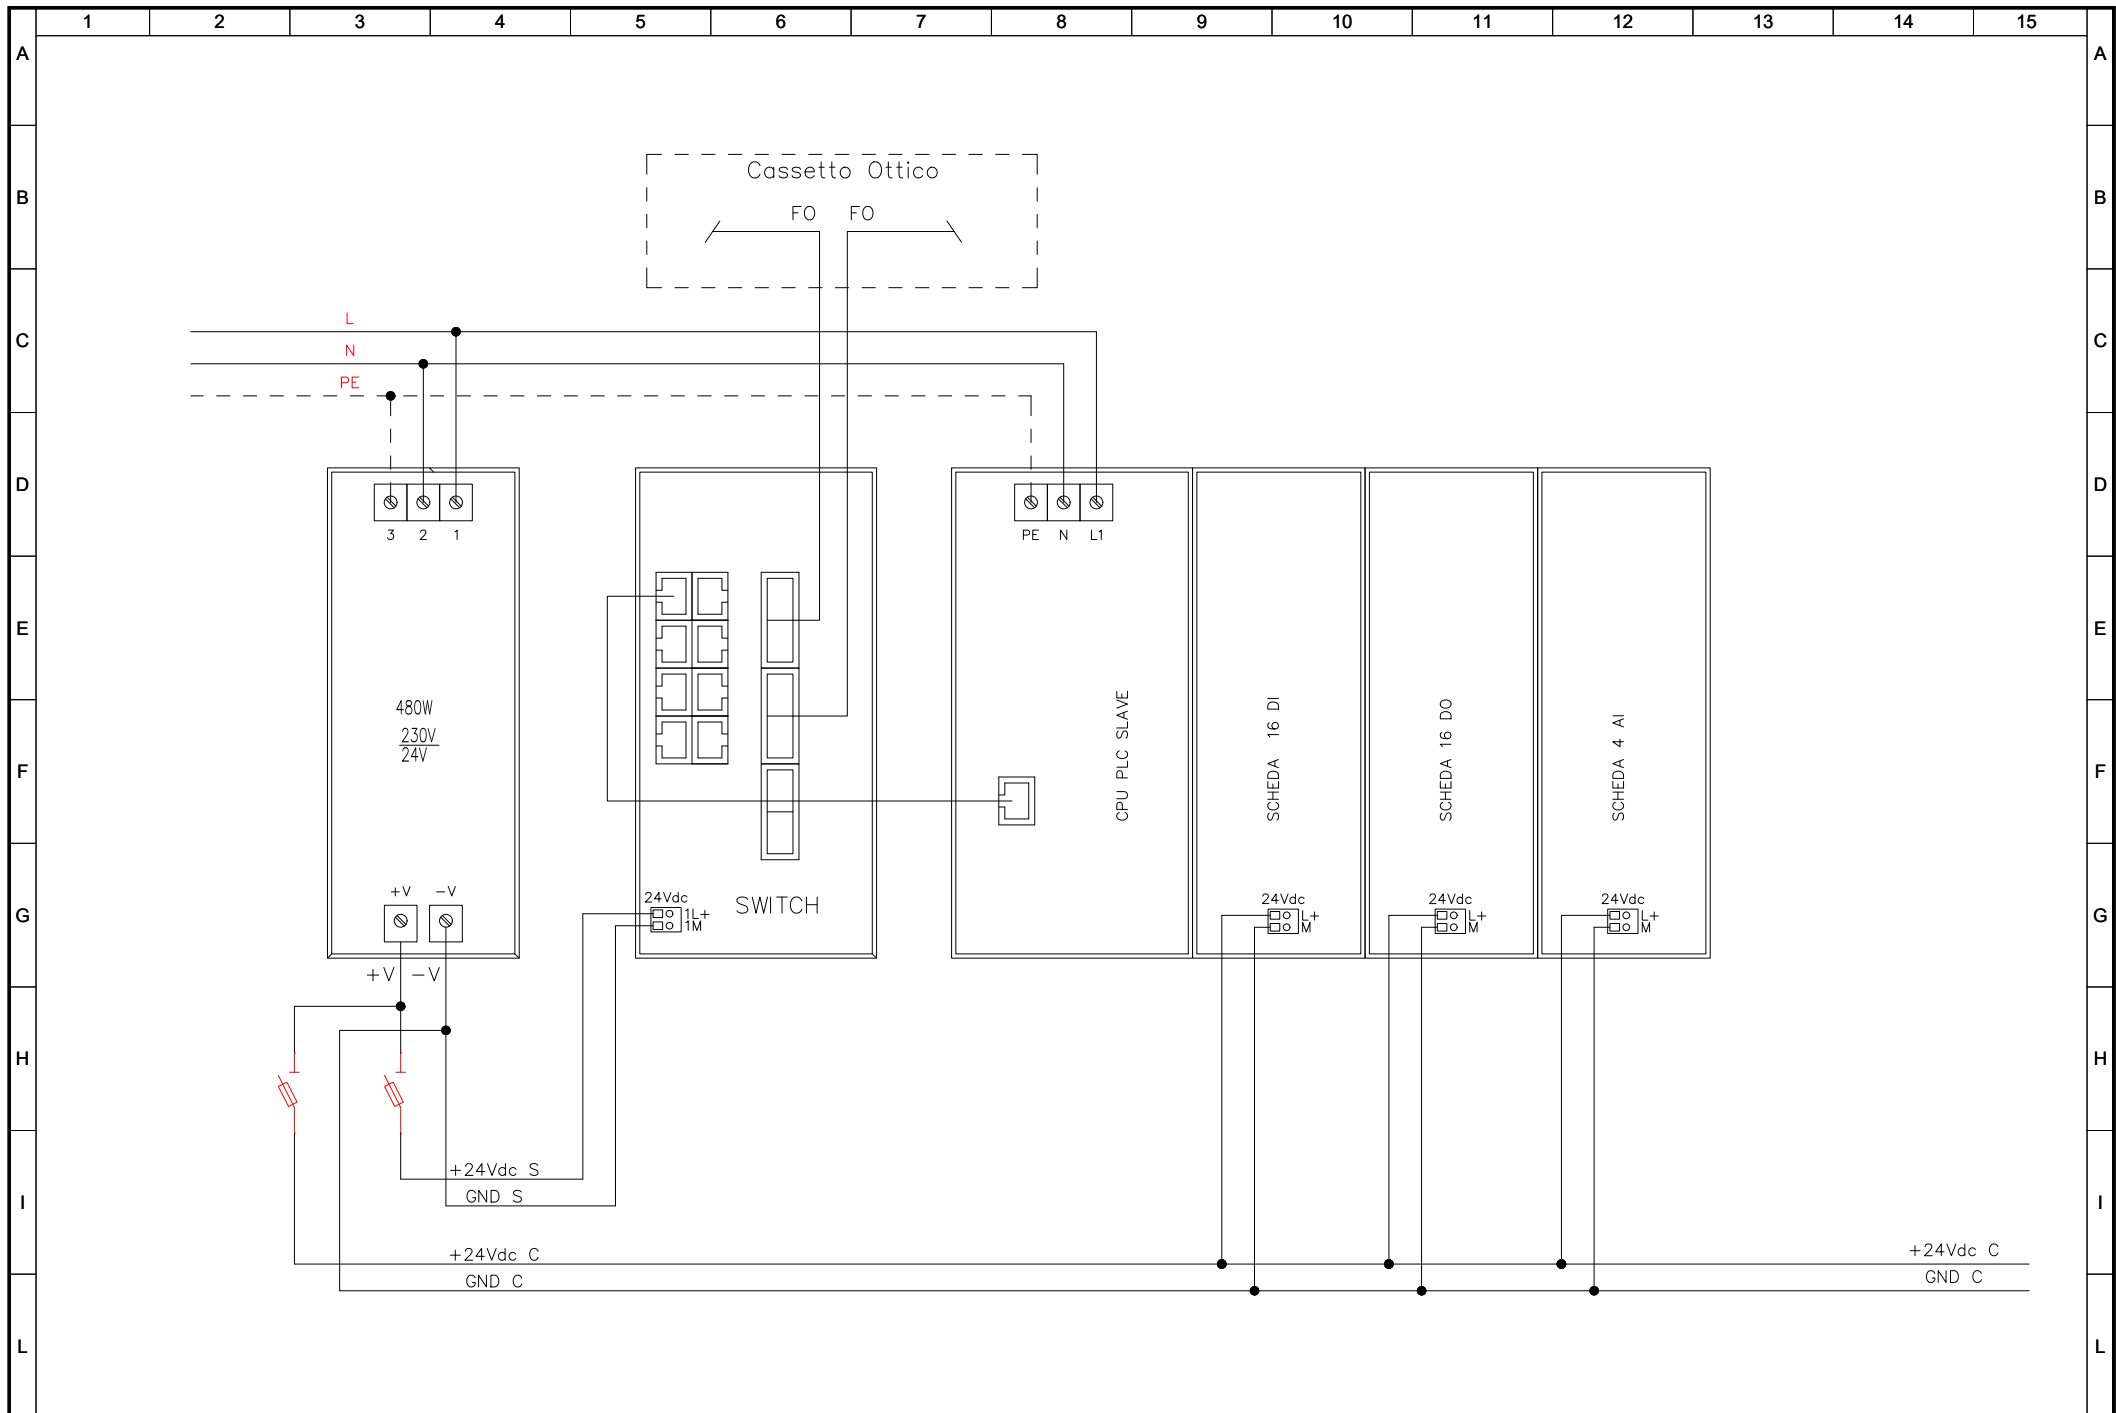 1 2 3 4 5 6 7 8 9 10 11 12 13 14 15
A A
B B
C C
D D
E E
F F
G G
H H
I I
L L
Cassetto Ottico
FO FO
L
N
PE
3 2 1
PE N L1
480W
230V
24V
CPU PLC SLAVE
SCHEDA 16 DI
SCHEDA 16 DO
SCHEDA 4 AI
+V -V
24Vdc
1L+
1M
SWITCH
24Vdc
L+
M
24Vdc
L+
M
24Vdc
L+
M
+V -V
+24Vdc S
GND S
+24Vdc C
GND C
+24Vdc C
GND C